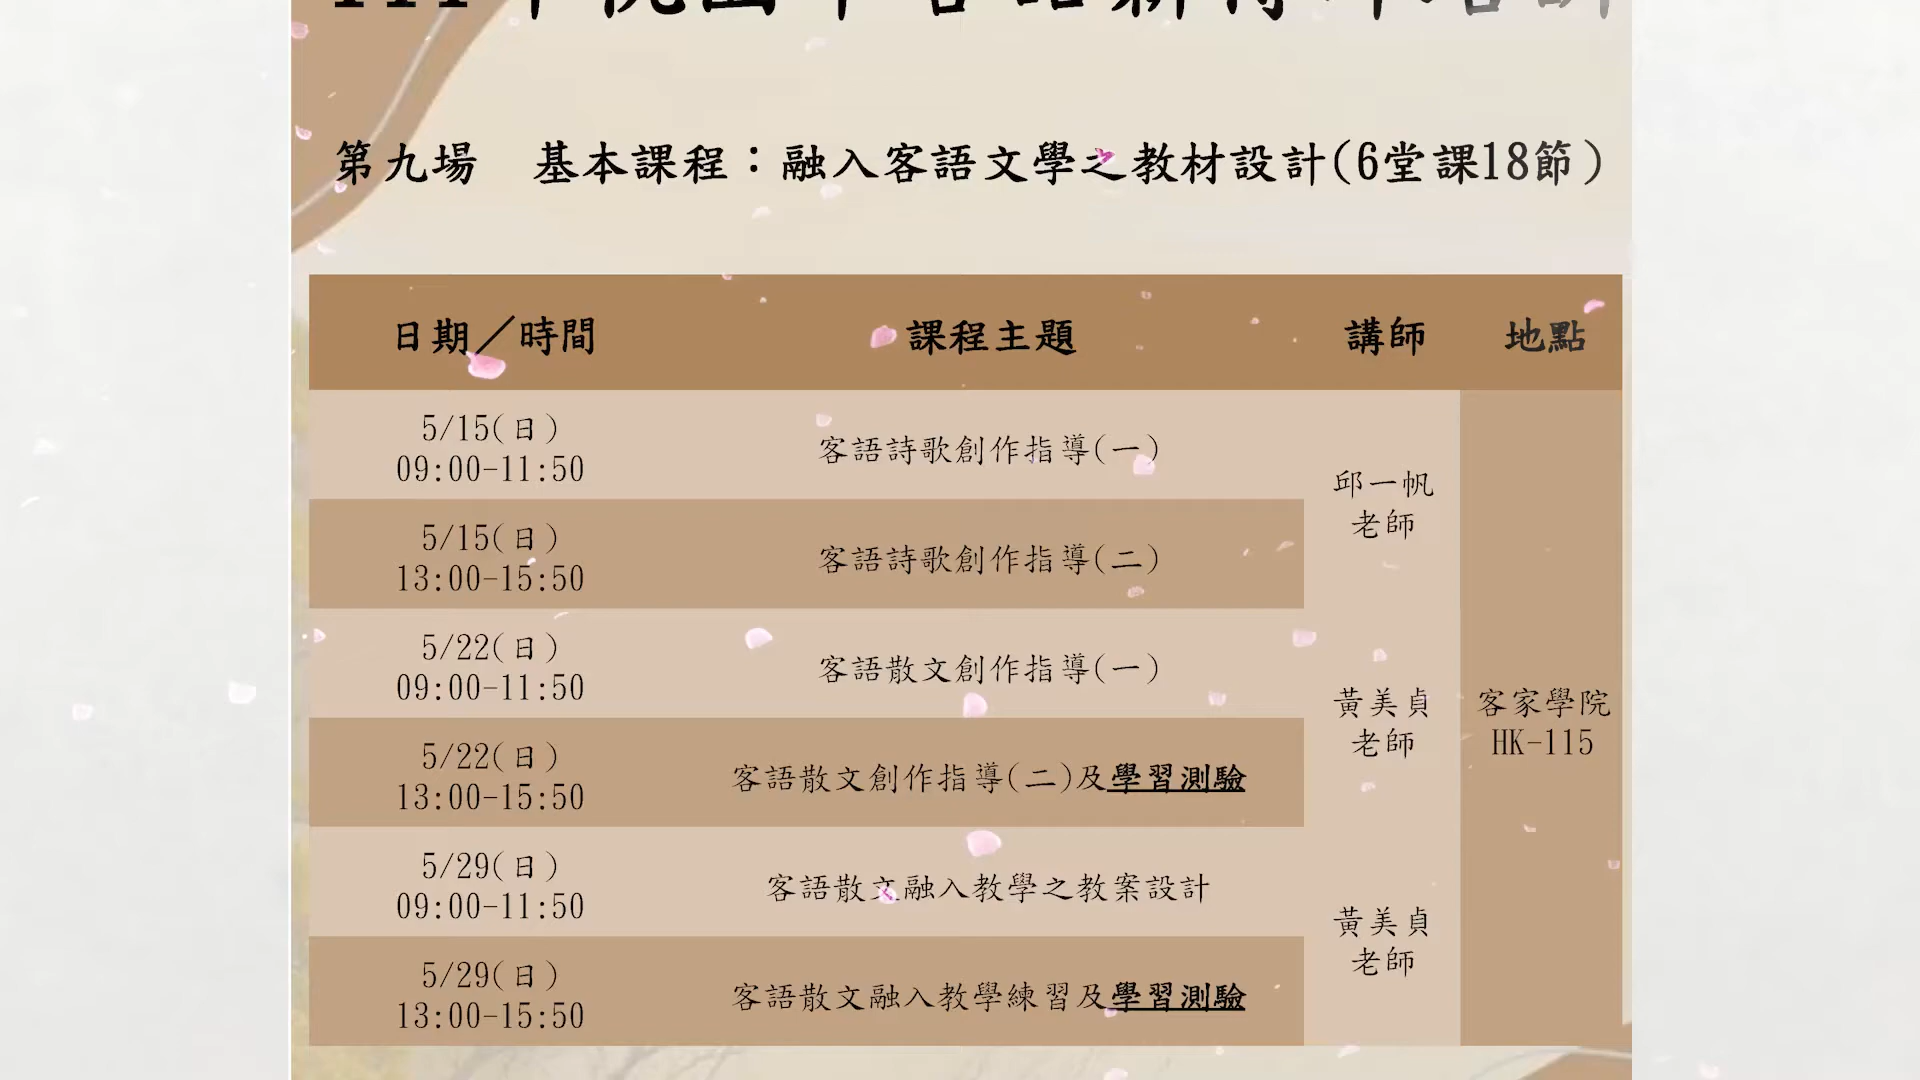 第九場 基本課程：融入客語文學之教材設計(6堂課18節)
日期／時間 課程主題 講師 地點
5/15(日)
09:00-11:50
客語詩歌創作指導(一)
邱一帆
老師
5/15(日)
13:00-15:50
客語詩歌創作指導(二)
5/22(日)
09:00-11:50
客語散文創作指導(一)
黃美貞
老師
客家學院
HK-115
5/22(日)
13:00-15:50
客語散文創作指導(二)及學習測驗
5/29(日)
09:00-11:50
客語散文融入教學之教案設計
黃美貞
老師
5/29(日)
13:00-15:50
客語散文融入教學練習及學習測驗